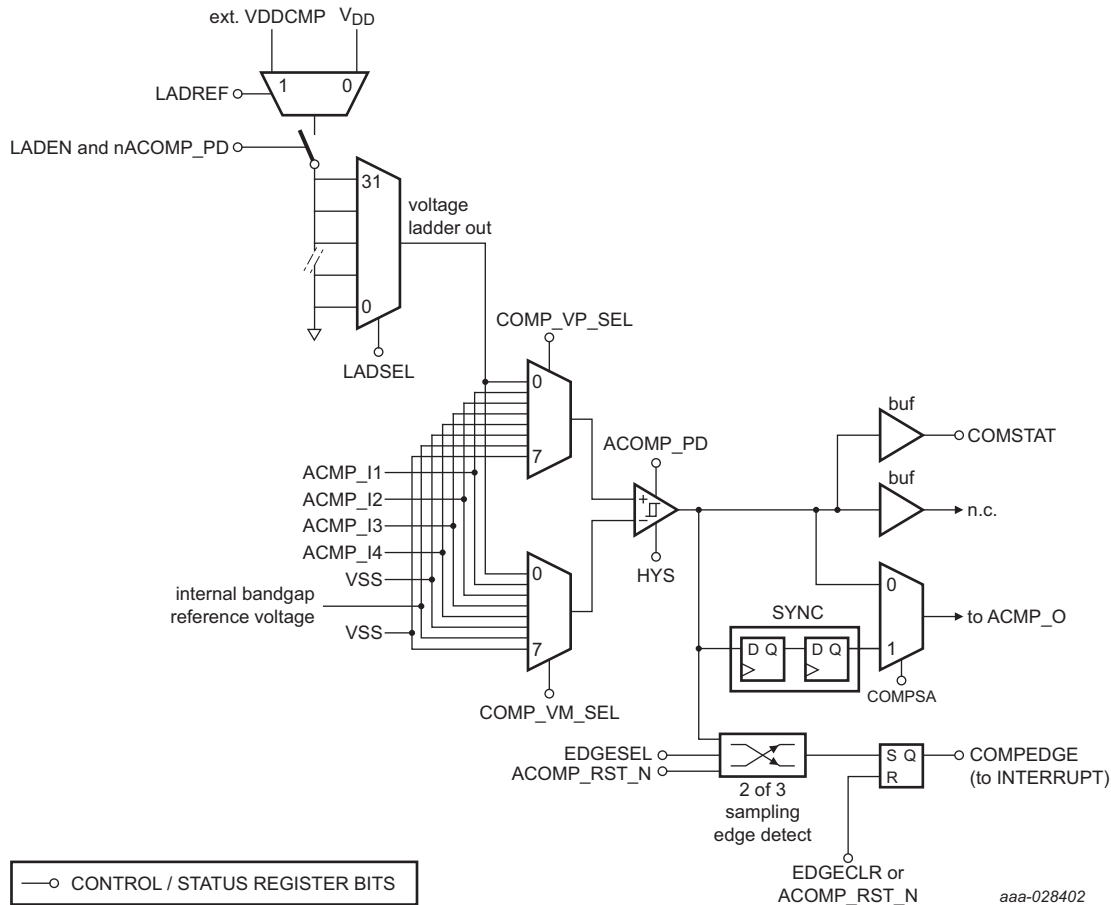 ext. VDDCMP
VDD
1
0
LADREF
LADEN and nACOMP_PD
31
voltage
ladder out
0
LADSEL
COMP_VP_SEL
0
7
ACMP_I1
ACMP_I2
ACMP_I3
ACMP_I4
VSS
internal bandgap
reference voltage
VSS
0
7
COMP_VM_SEL
ACOMP_PD
+
−
HYS
buf
COMSTAT
buf
n.c.
0
1
to ACMP_O
COMPSA
SYNC
D Q
D Q
EDGESEL
ACOMP_RST_N
2 of 3
sampling
edge detect
S Q
R
COMPEDGE
(to INTERRUPT)
EDGECLR or
ACOMP_RST_N
CONTROL / STATUS REGISTER BITS
aaa-028402